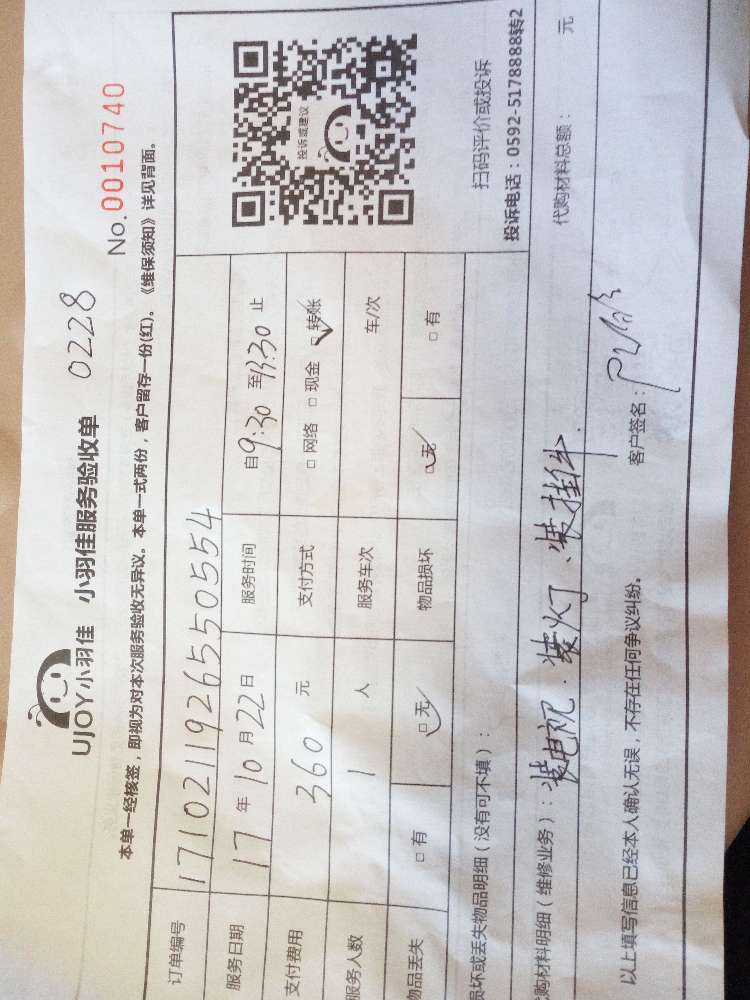 UJOY小羽佳 小羽佳服务验收单 0228
No.0010740
本单一经核签，即视为对本次服务验收无异议。本单一式两份，客户留存一份(红)。《维保须知》详见背面。
订单编号 17102119265550554
服务日期 17年10月22日 服务时间 自9:30至13:30止
支付费用 360元 支付方式 □网络 □现金 ☑转账
服务人数 1人 服务车次 车/次
物品丢失 □有 ☑无 物品损坏 ☑无 □有
投诉或建议
扫码评价或投诉
投诉电话：0592-5178888转2
损坏或丢失物品明细（没有可不填）：
代购材料明细（维修业务）：装电视.装灯、装挂件. 代购材料总额： 元
以上填写信息已经本人确认无误，不存在任何争议纠纷。 客户签名：